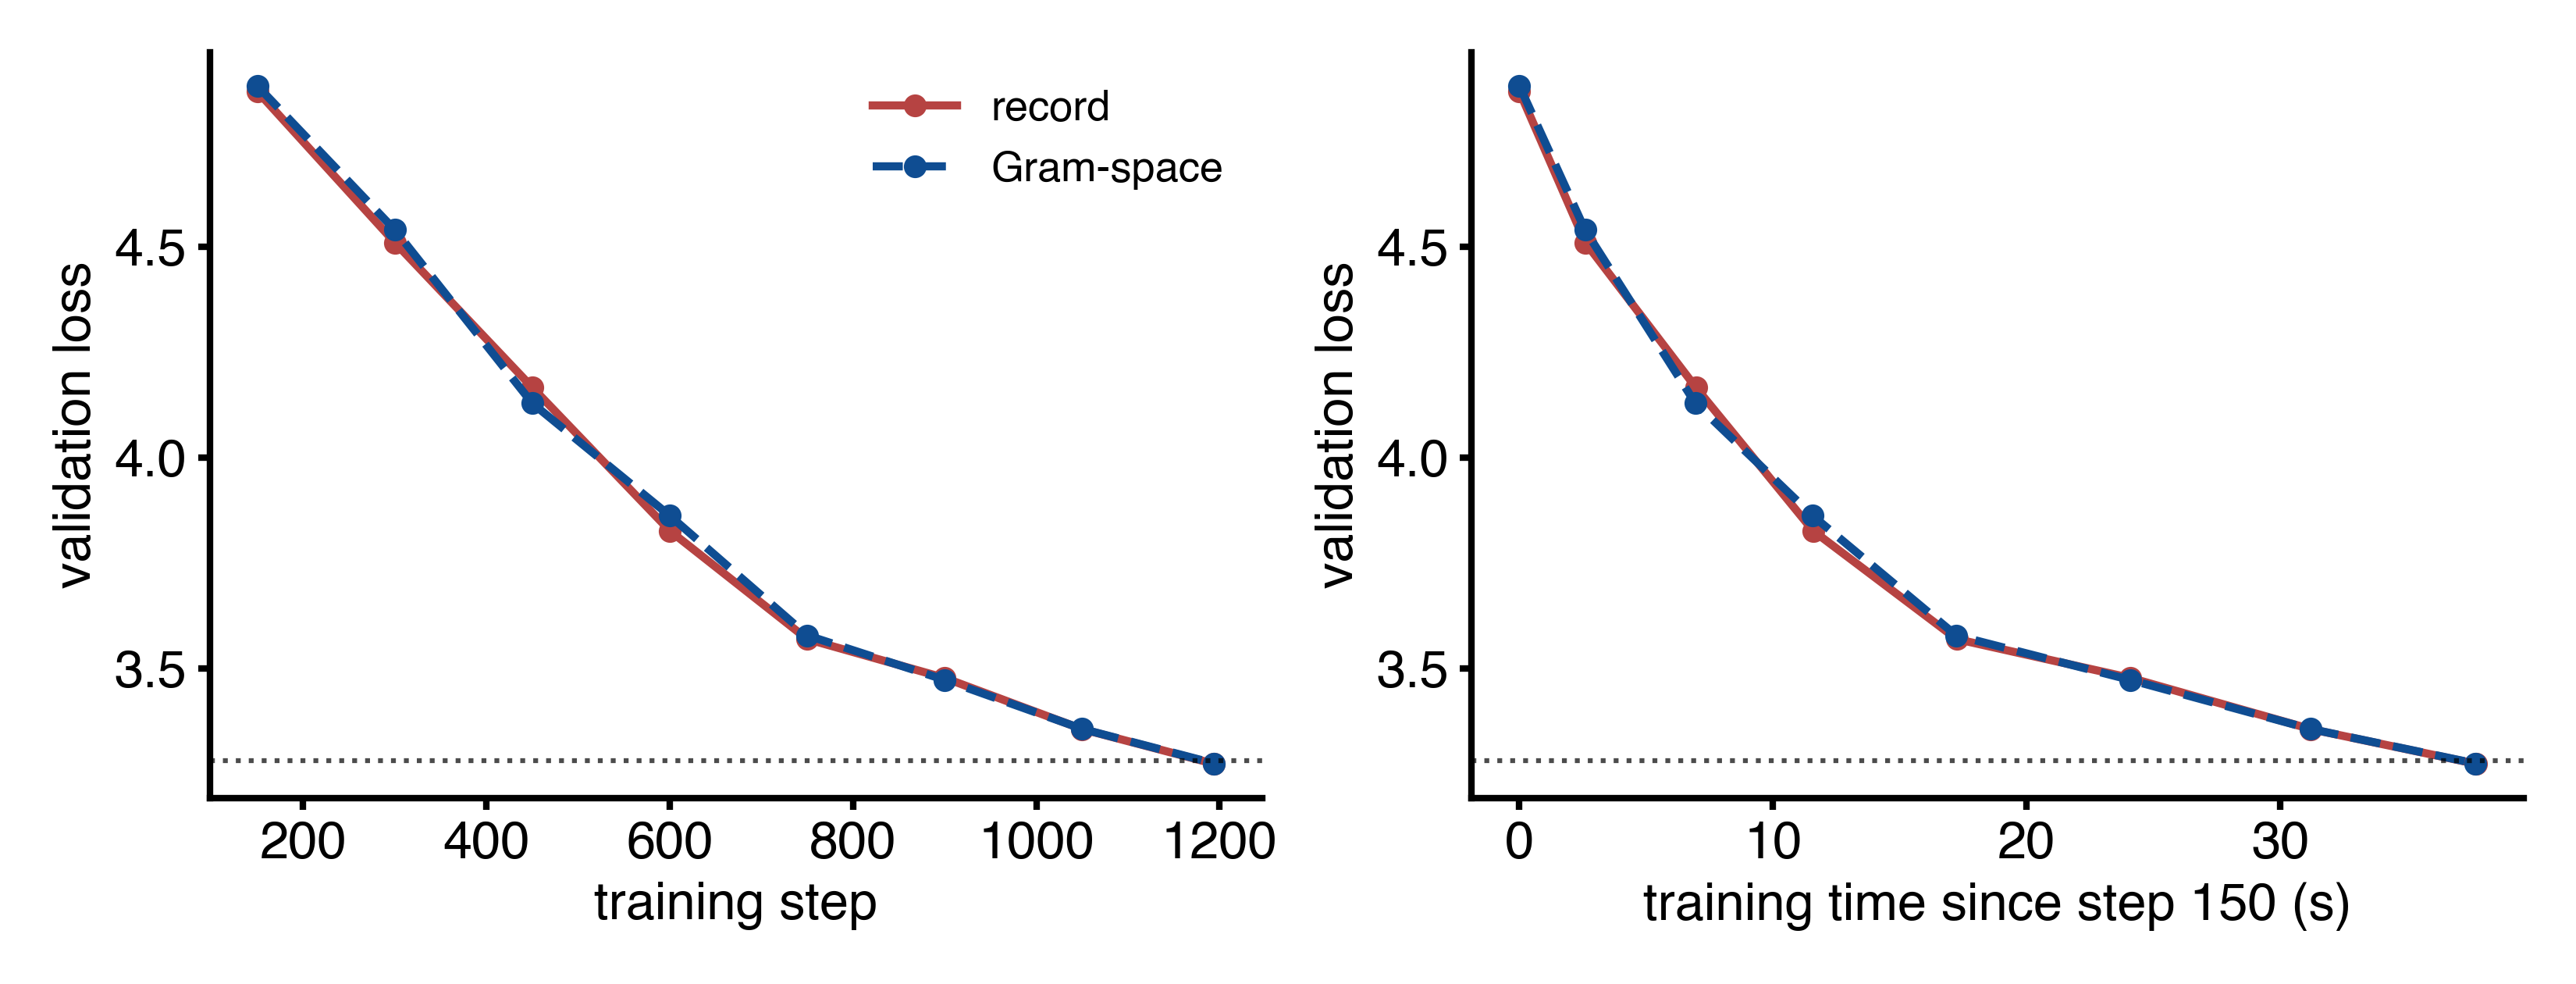 record
Gram-space
validation loss
4.5
4.0
3.5
200 400 600 800 1000 1200
training step
validation loss
4.5
4.0
3.5
0 10 20 30
training time since step 150 (s)